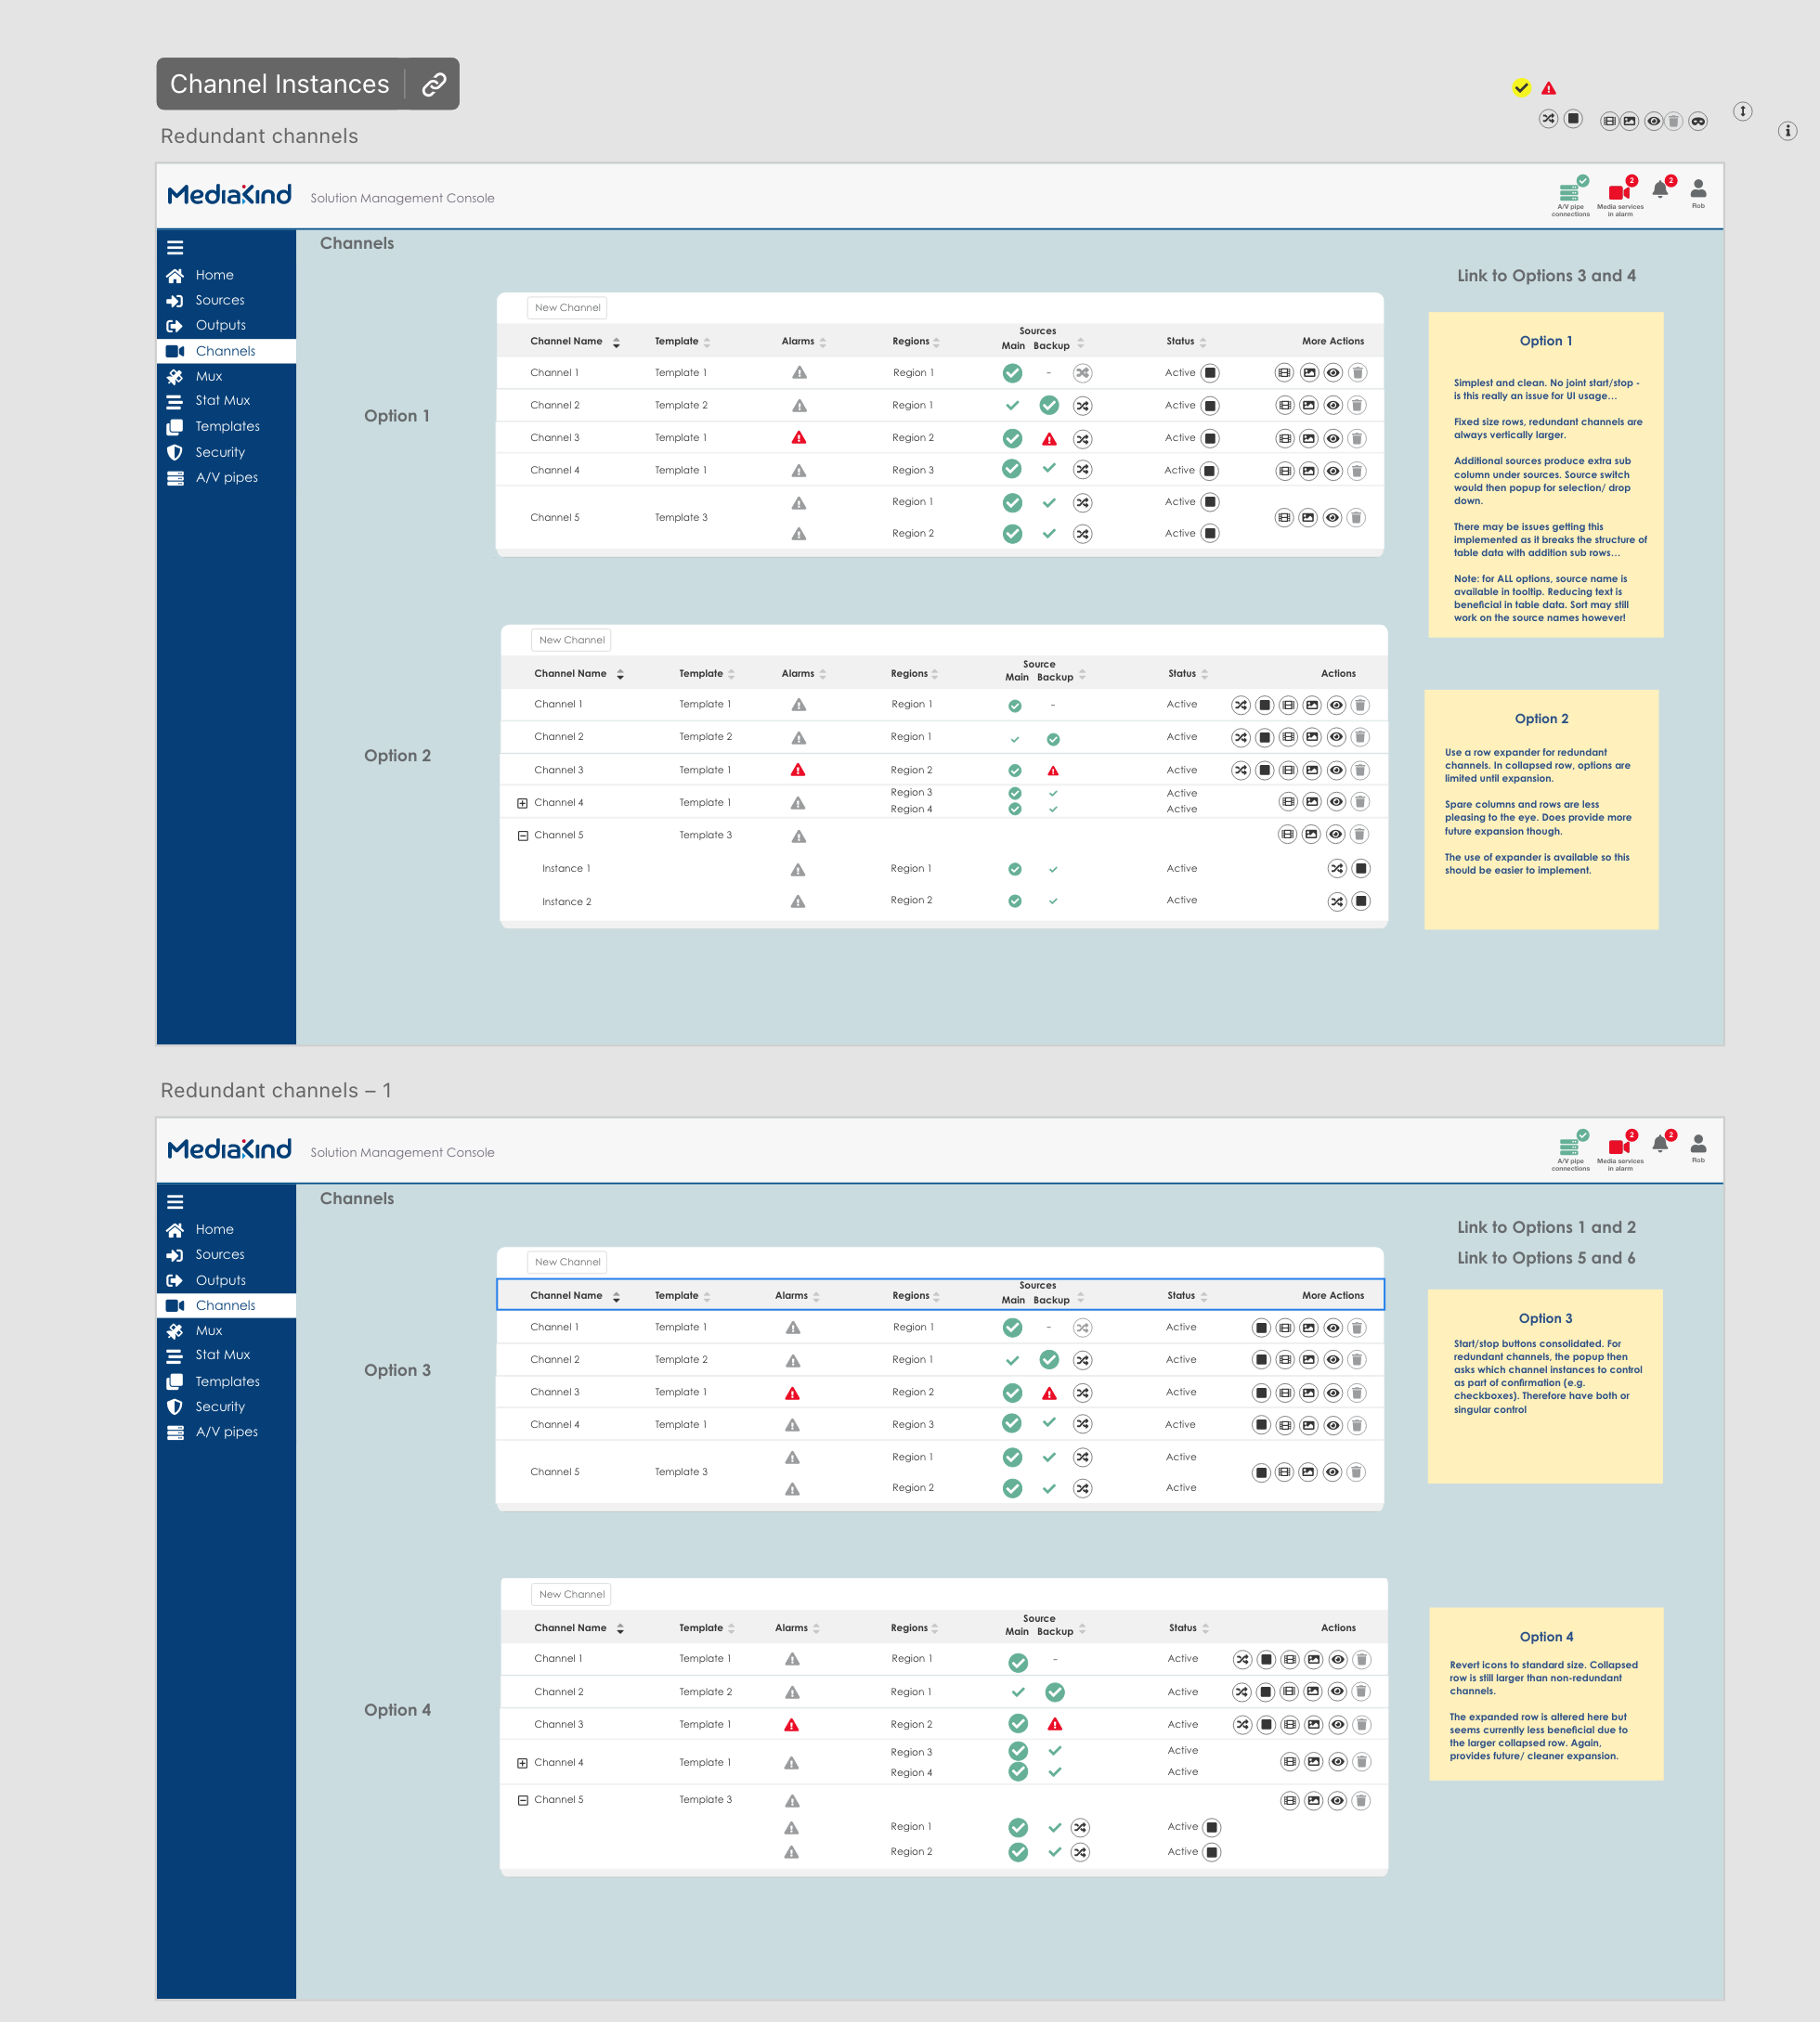 Channel Instances
Redundant channels
MediaKind Solution Management Console
2 2
A/V pipe connections
Media services in alarm
Rob
Home
Sources
Outputs
Channels
Mux
Stat Mux
Templates
Security
A/V pipes
Channels
Link to Options 3 and 4
Option 1
New Channel
Sources
Channel Name Template Alarms Regions Main Backup Status More Actions
Channel 1 Template 1 Region 1 - Active
Channel 2 Template 2 Region 1 Active
Channel 3 Template 1 Region 2 Active
Channel 4 Template 1 Region 3 Active
Region 1 Active
Channel 5 Template 3
Region 2 Active
Option 1
Simplest and clean. No joint start/stop -
is this really an issue for UI usage...
Fixed size rows, redundant channels are
always vertically larger.
Additional sources produce extra sub
column under sources. Source switch
would then popup for selection/ drop
down.
There may be issues getting this
implemented as it breaks the structure of
table data with addition sub rows...
Note: for ALL options, source name is
available in tooltip. Reducing text is
beneficial in table data. Sort may still
work on the source names however!
Option 2
New Channel
Source
Channel Name Template Alarms Regions Main Backup Status Actions
Channel 1 Template 1 Region 1 - Active
Channel 2 Template 2 Region 1 Active
Channel 3 Template 1 Region 2 Active
Region 3 Active
Channel 4 Template 1
Region 4 Active
Channel 5 Template 3
Instance 1 Region 1 Active
Instance 2 Region 2 Active
Option 2
Use a row expander for redundant
channels. In collapsed row, options are
limited until expansion.
Spare columns and rows are less
pleasing to the eye. Does provide more
future expansion though.
The use of expander is available so this
should be easier to implement.
Redundant channels – 1
MediaKind Solution Management Console
2 2
A/V pipe connections
Media services in alarm
Rob
Home
Sources
Outputs
Channels
Mux
Stat Mux
Templates
Security
A/V pipes
Channels
Link to Options 1 and 2
Link to Options 5 and 6
Option 3
New Channel
Sources
Channel Name Template Alarms Regions Main Backup Status More Actions
Channel 1 Template 1 Region 1 - Active
Channel 2 Template 2 Region 1 Active
Channel 3 Template 1 Region 2 Active
Channel 4 Template 1 Region 3 Active
Region 1 Active
Channel 5 Template 3
Region 2 Active
Option 3
Start/stop buttons consolidated. For
redundant channels, the popup then
asks which channel instances to control
as part of confirmation (e.g.
checkboxes). Therefore have both or
singular control
Option 4
New Channel
Source
Channel Name Template Alarms Regions Main Backup Status Actions
Channel 1 Template 1 Region 1 - Active
Channel 2 Template 2 Region 1 Active
Channel 3 Template 1 Region 2 Active
Region 3 Active
Channel 4 Template 1
Region 4 Active
Channel 5 Template 3
Region 1 Active
Region 2 Active
Option 4
Revert icons to standard size. Collapsed
row is still larger than non-redundant
channels.
The expanded row is altered here but
seems currently less beneficial due to
the larger collapsed row. Again,
provides future/ cleaner expansion.